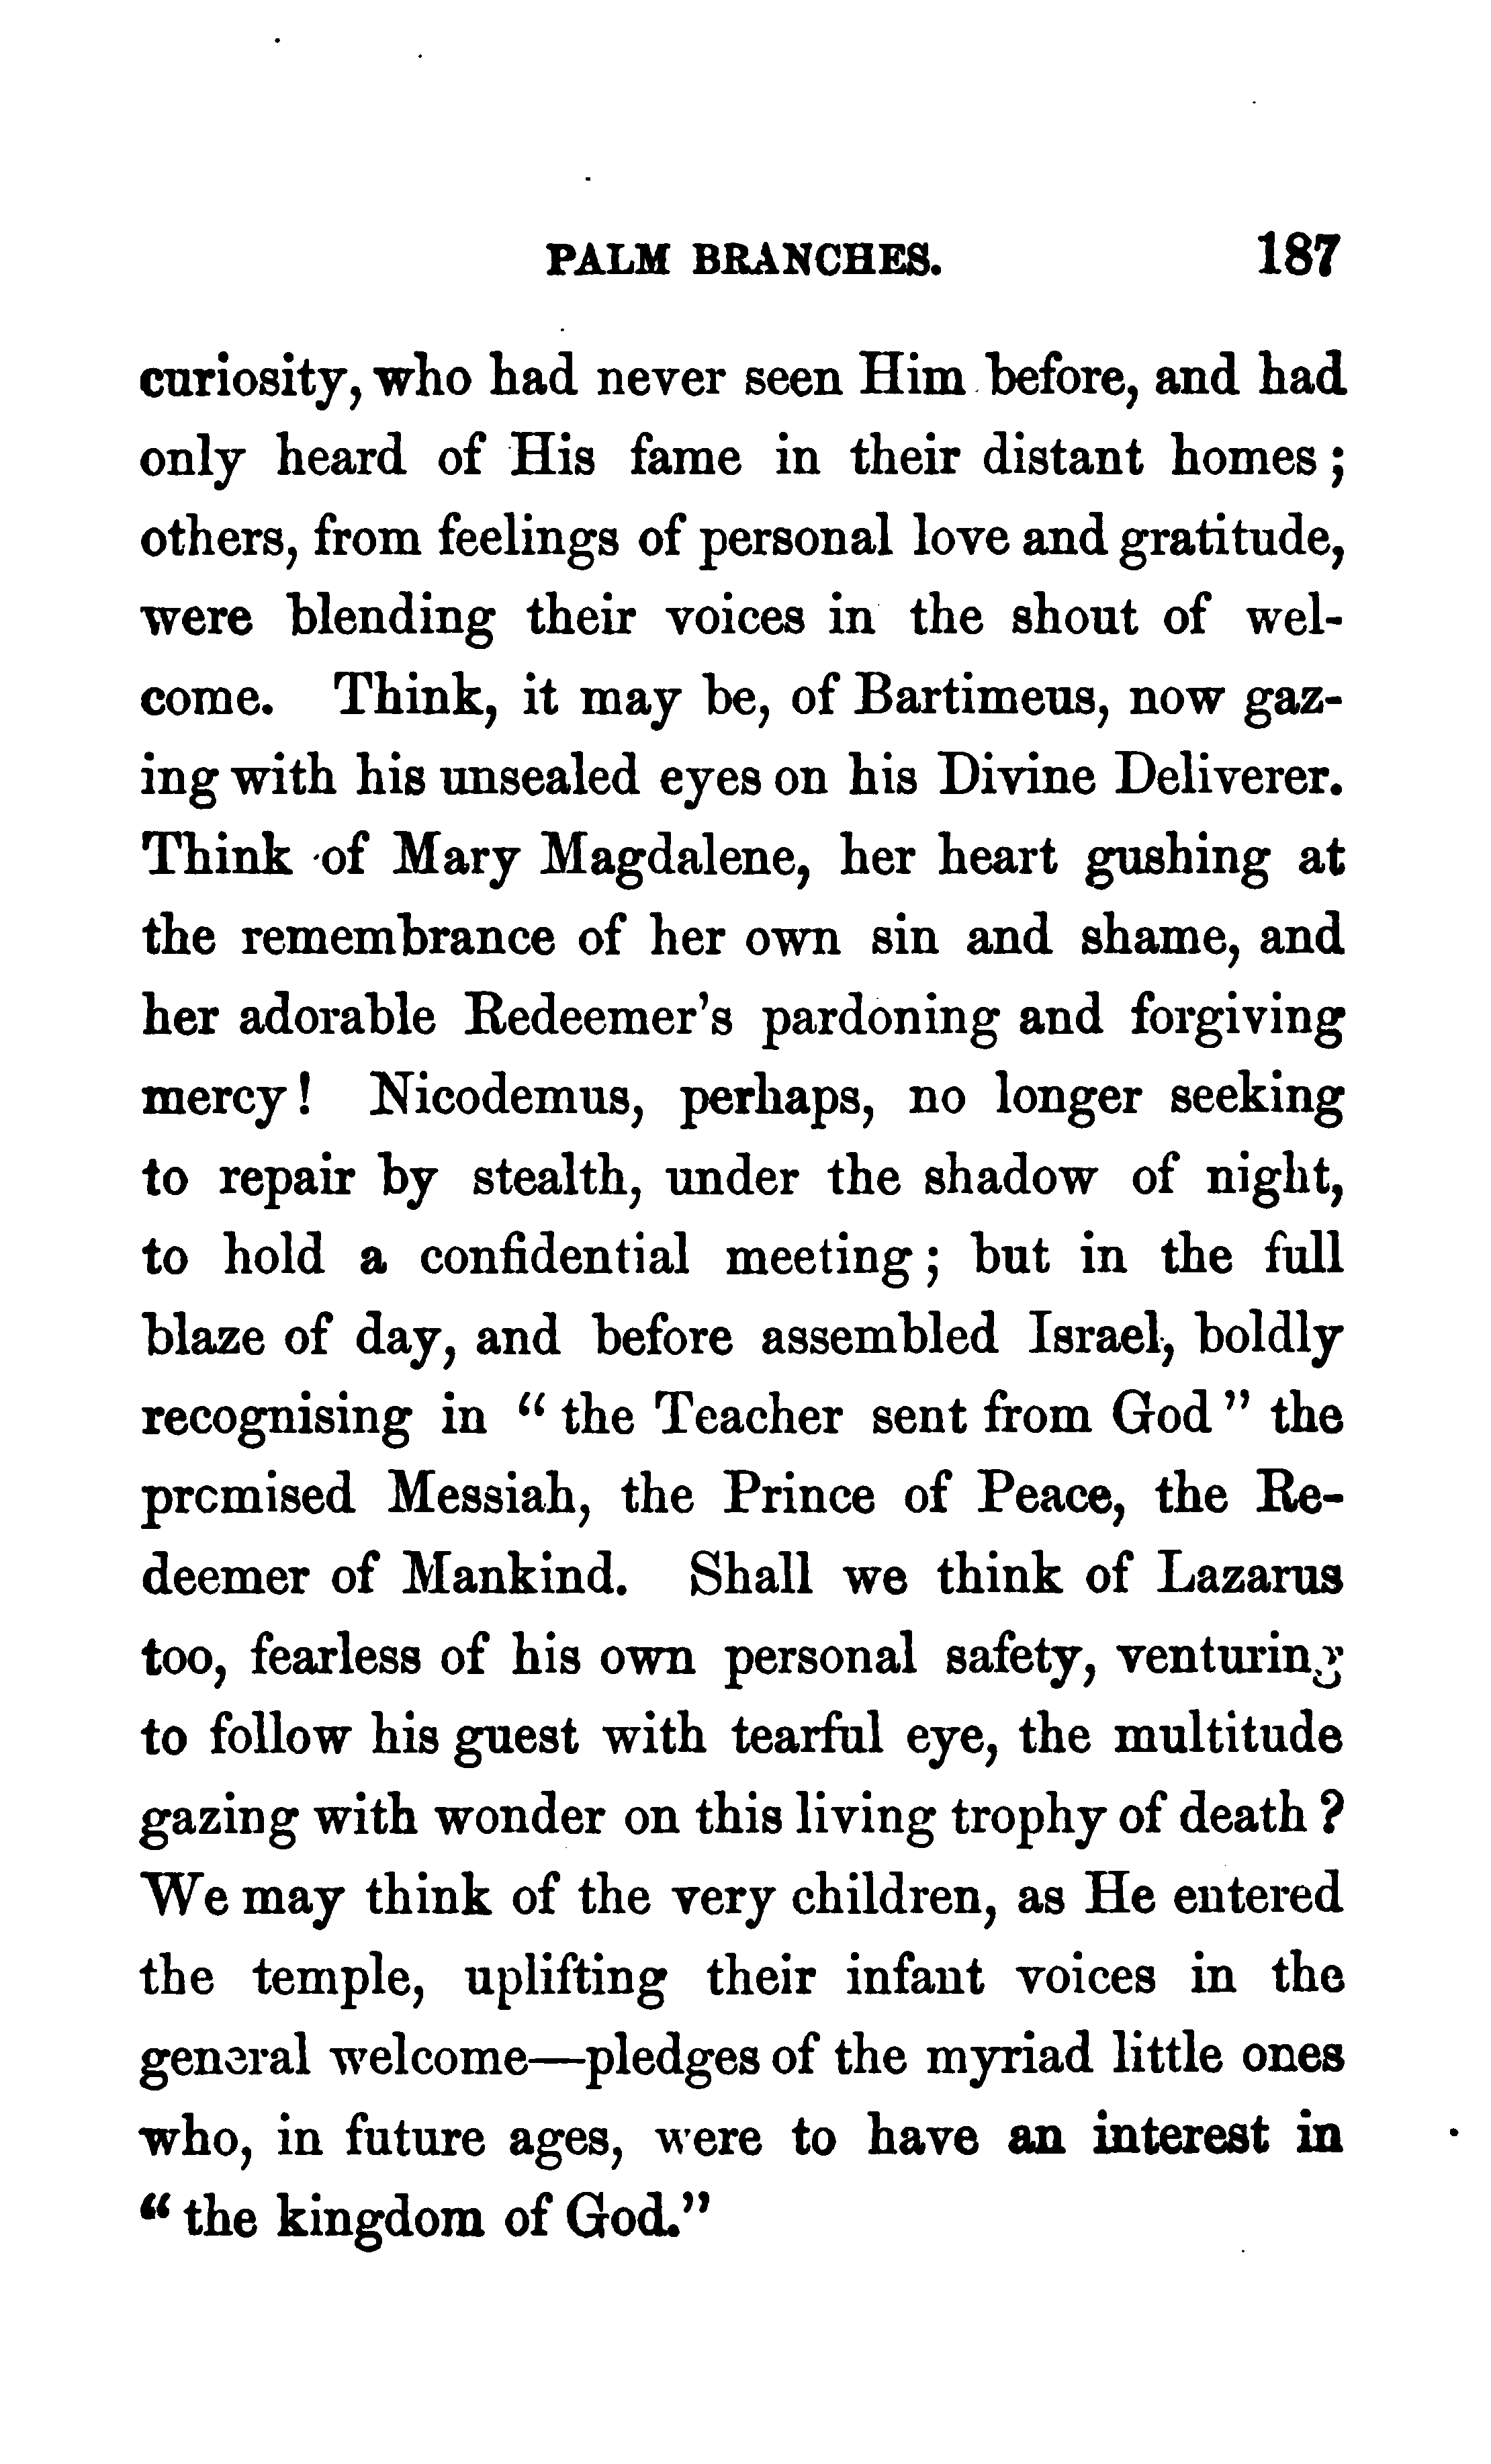 PALM BRANCHES. 187
curiosity, who had never seen Him before, and had
only heard of His fame in their distant homes;
others, from feelings of personal love and gratitude,
were blending their voices in the shout of wel-
come. Think, it may be, of Bartimeus, now gaz-
ing with his unsealed eyes on his Divine Deliverer.
Think of Mary Magdalene, her heart gushing at
the remembrance of her own sin and shame, and
her adorable Redeemer's pardoning and forgiving
mercy! Nicodemus, perhaps, no longer seeking
to repair by stealth, under the shadow of night,
to hold a confidential meeting; but in the full
blaze of day, and before assembled Israel, boldly
recognising in "the Teacher sent from God" the
promised Messiah, the Prince of Peace, the Re-
deemer of Mankind. Shall we think of Lazarus
too, fearless of his own personal safety, venturing
to follow his guest with tearful eye, the multitude
gazing with wonder on this living trophy of death?
We may think of the very children, as He entered
the temple, uplifting their infant voices in the
general welcome—pledges of the myriad little ones
who, in future ages, were to have an interest in
"the kingdom of God."